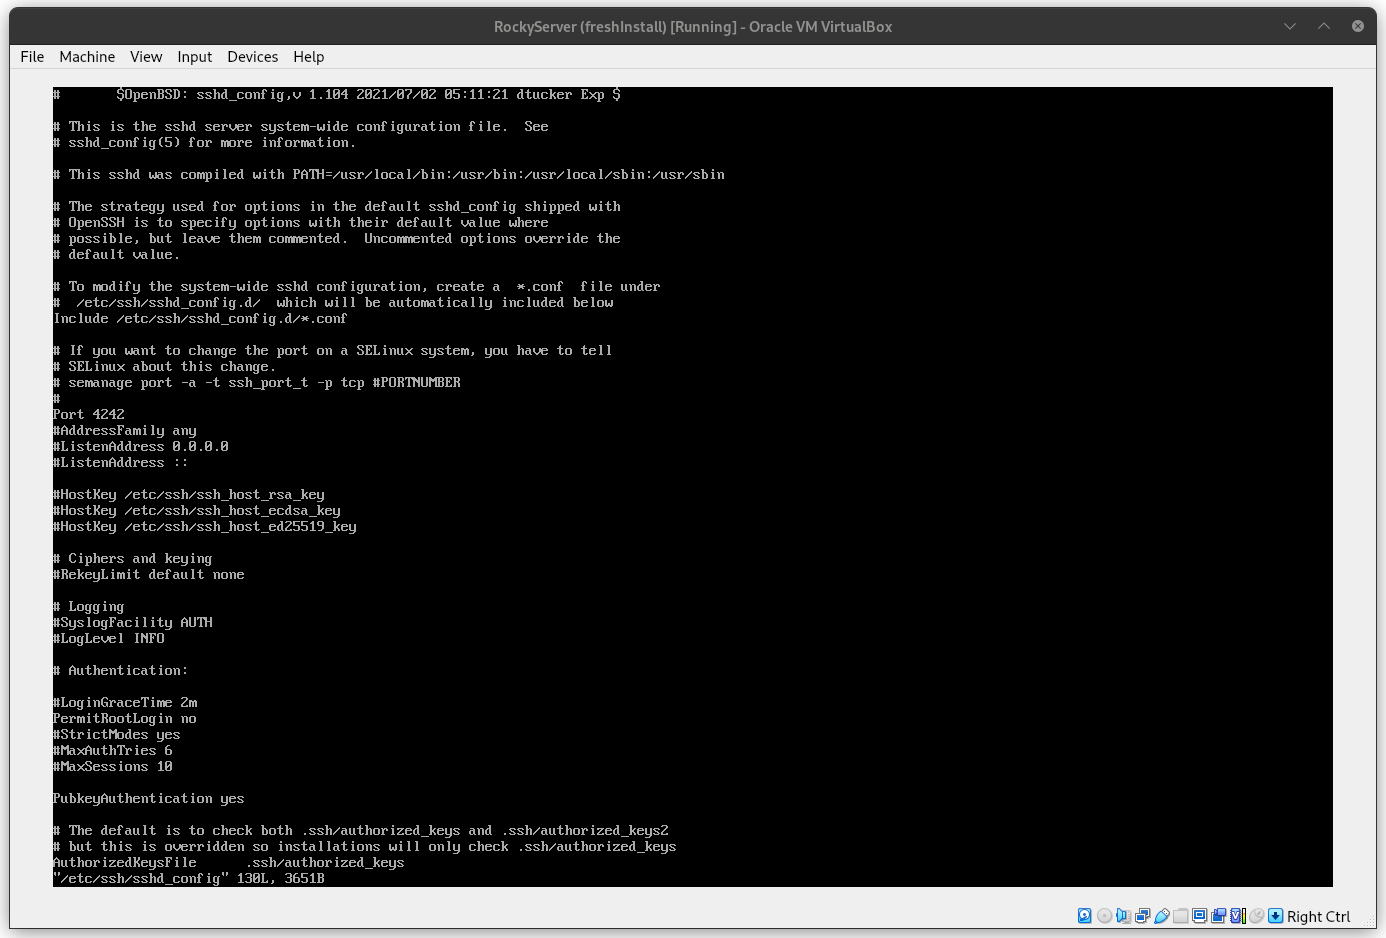 RockyServer (freshInstall) [Running] - Oracle VM VirtualBox
File Machine View Input Devices Help
#       $OpenBSD: sshd_config,v 1.104 2021/07/02 05:11:21 dtucker Exp $
# This is the sshd server system-wide configuration file.  See
# sshd_config(5) for more information.
# This sshd was compiled with PATH=/usr/local/bin:/usr/bin:/usr/local/sbin:/usr/sbin
# The strategy used for options in the default sshd_config shipped with
# OpenSSH is to specify options with their default value where
# possible, but leave them commented.  Uncommented options override the
# default value.
# To modify the system-wide sshd configuration, create a  *.conf  file under
#  /etc/ssh/sshd_config.d/  which will be automatically included below
Include /etc/ssh/sshd_config.d/*.conf
# If you want to change the port on a SELinux system, you have to tell
# SELinux about this change.
# semanage port -a -t ssh_port_t -p tcp #PORTNUMBER
#
Port 4242
#AddressFamily any
#ListenAddress 0.0.0.0
#ListenAddress ::
#HostKey /etc/ssh/ssh_host_rsa_key
#HostKey /etc/ssh/ssh_host_ecdsa_key
#HostKey /etc/ssh/ssh_host_ed25519_key
# Ciphers and keying
#RekeyLimit default none
# Logging
#SyslogFacility AUTH
#LogLevel INFO
# Authentication:
#LoginGraceTime 2m
PermitRootLogin no
#StrictModes yes
#MaxAuthTries 6
#MaxSessions 10
PubkeyAuthentication yes
# The default is to check both .ssh/authorized_keys and .ssh/authorized_keys2
# but this is overridden so installations will only check .ssh/authorized_keys
AuthorizedKeysFile      .ssh/authorized_keys
"/etc/ssh/sshd_config" 130L, 3651B
Right Ctrl